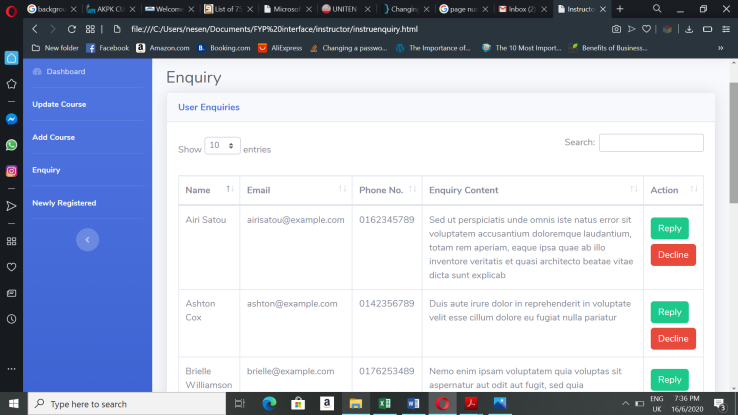 backgrou
AKPK Cl
Welcome
List of 75
Microsof
UNITEN
Changin
page nu
Inbox (2)
Instructor
file:///C:/Users/nesen/Documents/FYP%20interface/instructor/instruenquiry.html
New folder
Facebook
Amazon.com
Booking.com
AliExpress
Changing a passwo...
The Importance of...
The 10 Most Import...
Benefits of Business...
Dashboard
Update Course
Add Course
Enquiry
Newly Registered
Enquiry
User Enquiries
Show 10 entries
Search:
Name Email Phone No. Enquiry Content Action
Airi Satou airisatou@example.com 0162345789 Sed ut perspiciatis unde omnis iste natus error sit
voluptatem accusantium doloremque laudantium,
totam rem aperiam, eaque ipsa quae ab illo
inventore veritatis et quasi architecto beatae vitae
dicta sunt explicab
Reply
Decline
Ashton
Cox
ashton@example.com 0142356789 Duis aute irure dolor in reprehenderit in voluptate
velit esse cillum dolore eu fugiat nulla pariatur
Reply
Decline
Brielle
Williamson
brielle@example.com 0176253489 Nemo enim ipsam voluptatem quia voluptas sit
aspernatur aut odit aut fugit, sed quia
Reply
Type here to search
ENG
UK
7:36 PM
16/6/2020
3